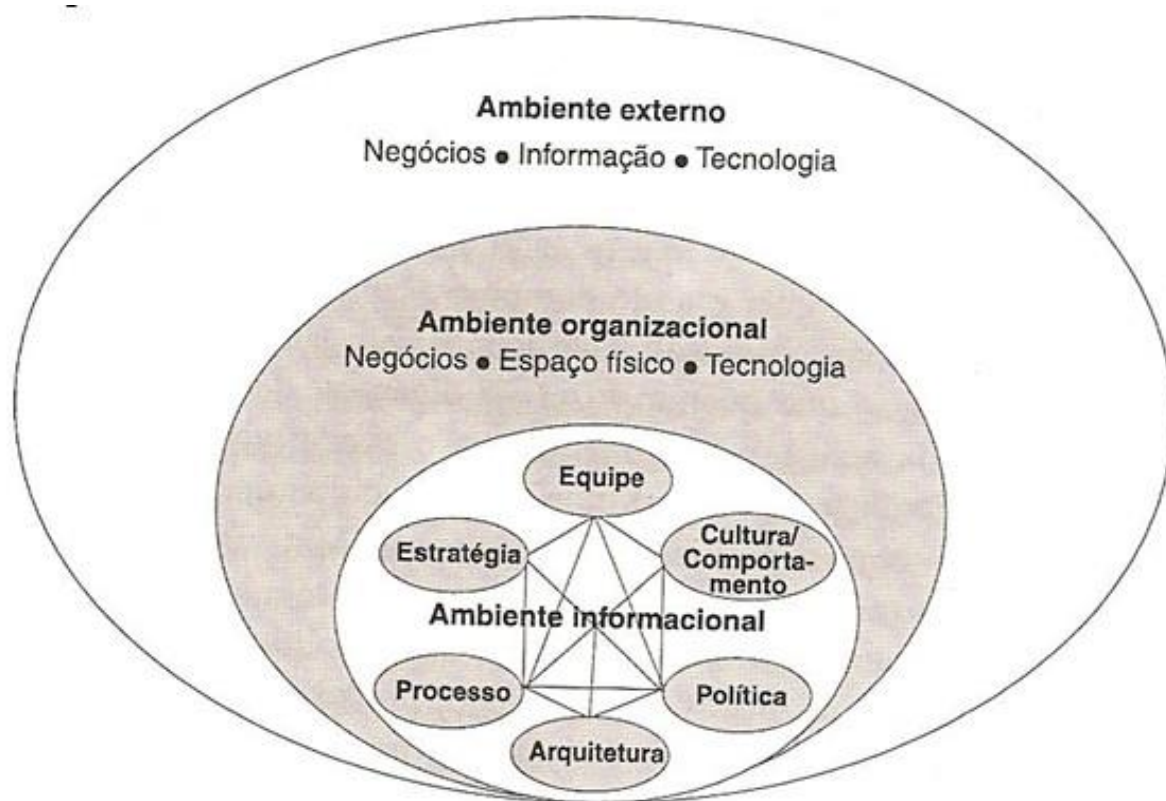 Ambiente externo
Negócios ● Informação ● Tecnologia
Ambiente organizacional
Negócios ● Espaço físico ● Tecnologia
Equipe
Estratégia
Cultura/
Comporta-
mento
Ambiente informacional
Processo
Política
Arquitetura